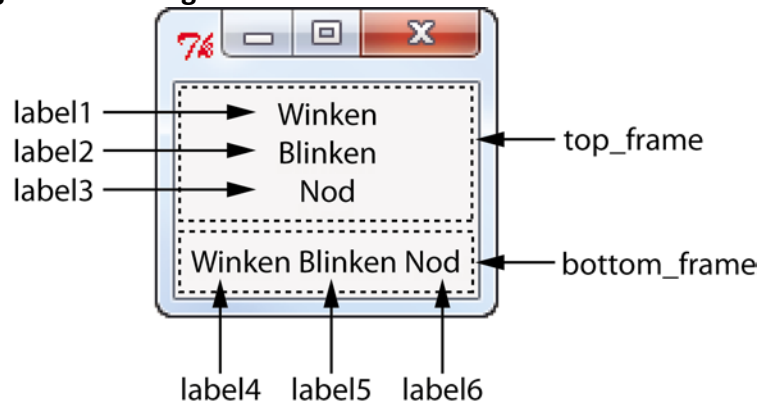 7k
X
label1
Winken
label2
Blinken
top_frame
label3
Nod
Winken Blinken Nod
bottom_frame
label4 label5 label6